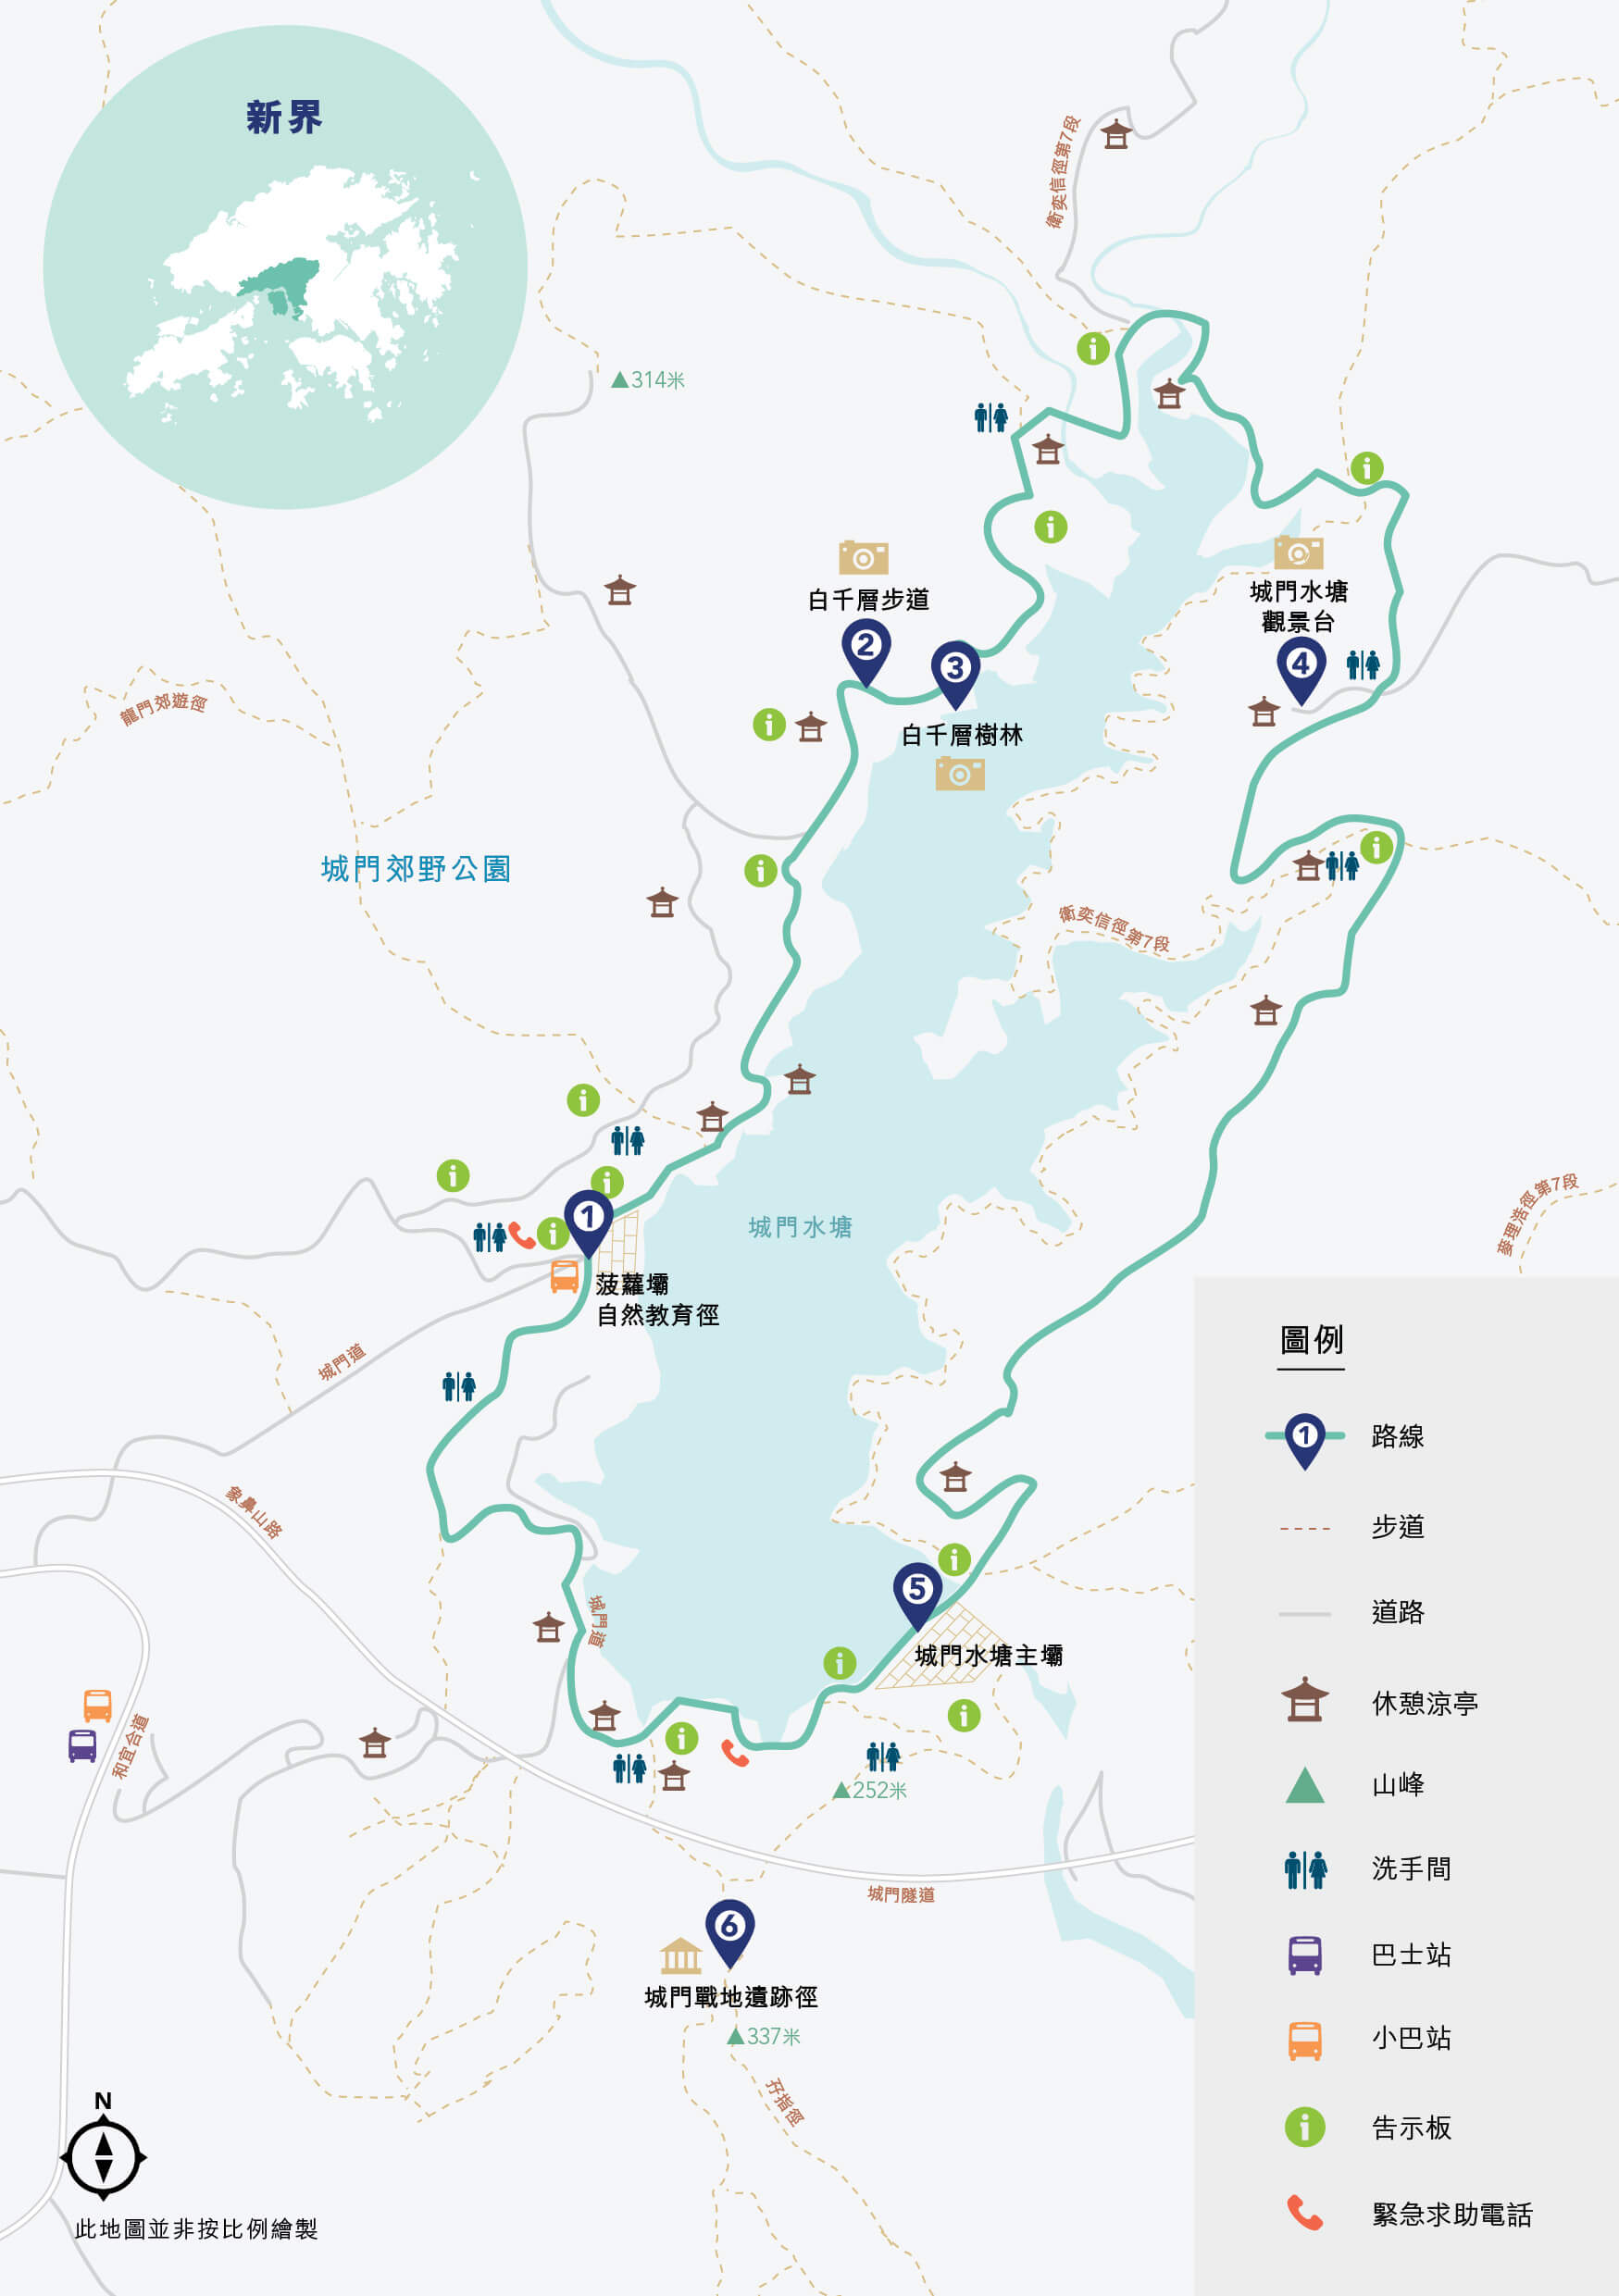 新界
衛奕信徑第7段
▲314米
白千層步道
2
3
白千層樹林
城門水塘
觀景台
4
龍門郊遊徑
城門郊野公園
衞奕信徑第7段
1
菠蘿壩
自然教育徑
城門水塘
麥理浩徑第7段
城門道
象鼻山路
城門道
5
城門水塘主壩
和宜合道
▲252米
城門隧道
6
城門戰地遺跡徑
▲337米
孖指徑
N
此地圖並非按比例繪製
圖例
1 路線
步道
道路
休憩涼亭
山峰
洗手間
巴士站
小巴站
告示板
緊急求助電話